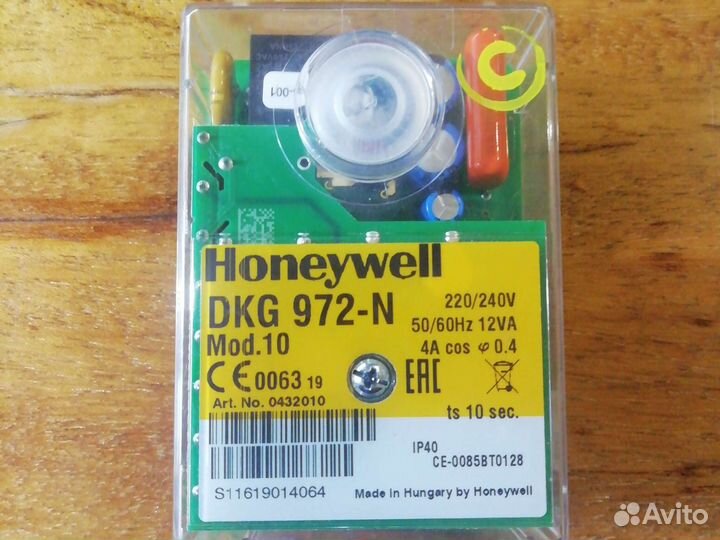 -001
C
Honeywell
DKG 972-N
Mod.10
220/240V
50/60Hz 12VA
4A cos φ 0.4
CE 0063 19
EAC
Art. No. 0432010
ts 10 sec.
IP40
CE-0085BT0128
S11619014064
Made in Hungary by Honeywell
Avito